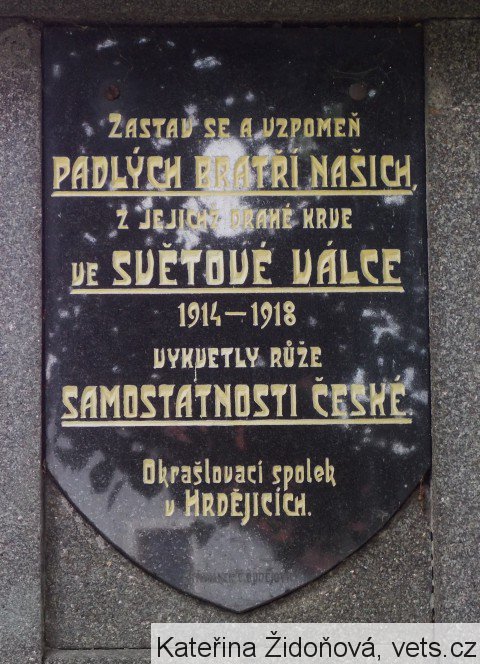 Zastav se a vzpomeň
PADLÝCH BRATŘÍ NAŠICH,
z jejichž drahé krve
ve SVĚTOVÉ VÁLCE
1914–1918
vykvetly růže
SAMOSTATNOSTI ČESKÉ.
Okrašlovací spolek
v Hrdějicích.
Kateřina Židoňová, vets.cz